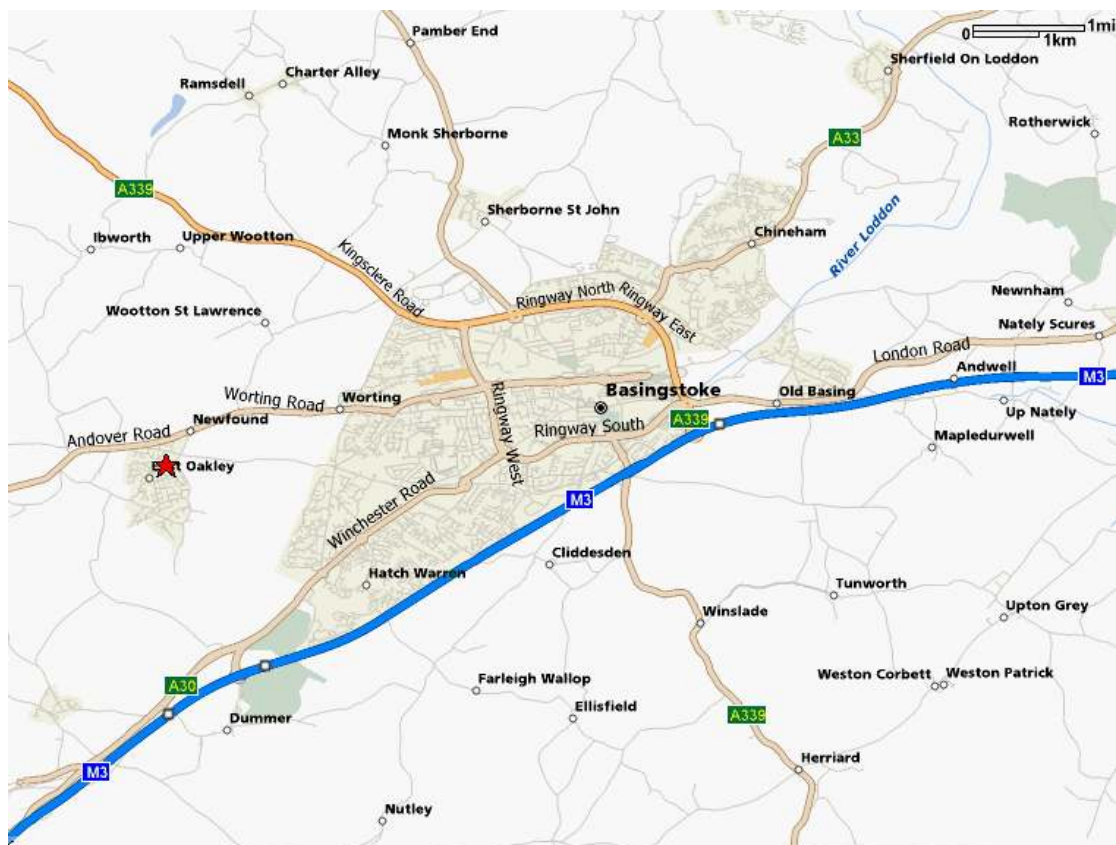 Pamber End
1mi
0
1km
Sherfield On Loddon
Charter Alley
Ramsdell
Rotherwick
Monk Sherborne
A33
A339
Sherborne St John
Chineham
River Loddon
Ibworth
Upper Wootton
Kingsclere Road
Ringway North
Ringway East
Newnham
Wootton St Lawrence
Nately Scures
London Road
Andwell
M3
Basingstoke
Worting Road
Worting
Ringway West
Old Basing
Up Nately
Andover Road
Newfound
Ringway South
A339
Mapledurwell
East Oakley
Winchester Road
M3
Cliddesden
Hatch Warren
Tunworth
Winslade
Upton Grey
A30
Farleigh Wallop
Weston Corbett
Weston Patrick
Dummer
Ellisfield
A339
M3
Herriard
Nutley